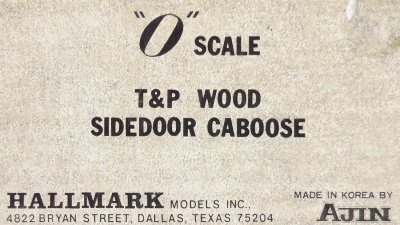 "O" SCALE
T&P WOOD
SIDEDOOR CABOOSE
HALLMARK MODELS INC.,
4822 BRYAN STREET, DALLAS, TEXAS 75204
MADE IN KOREA BY
AJIN